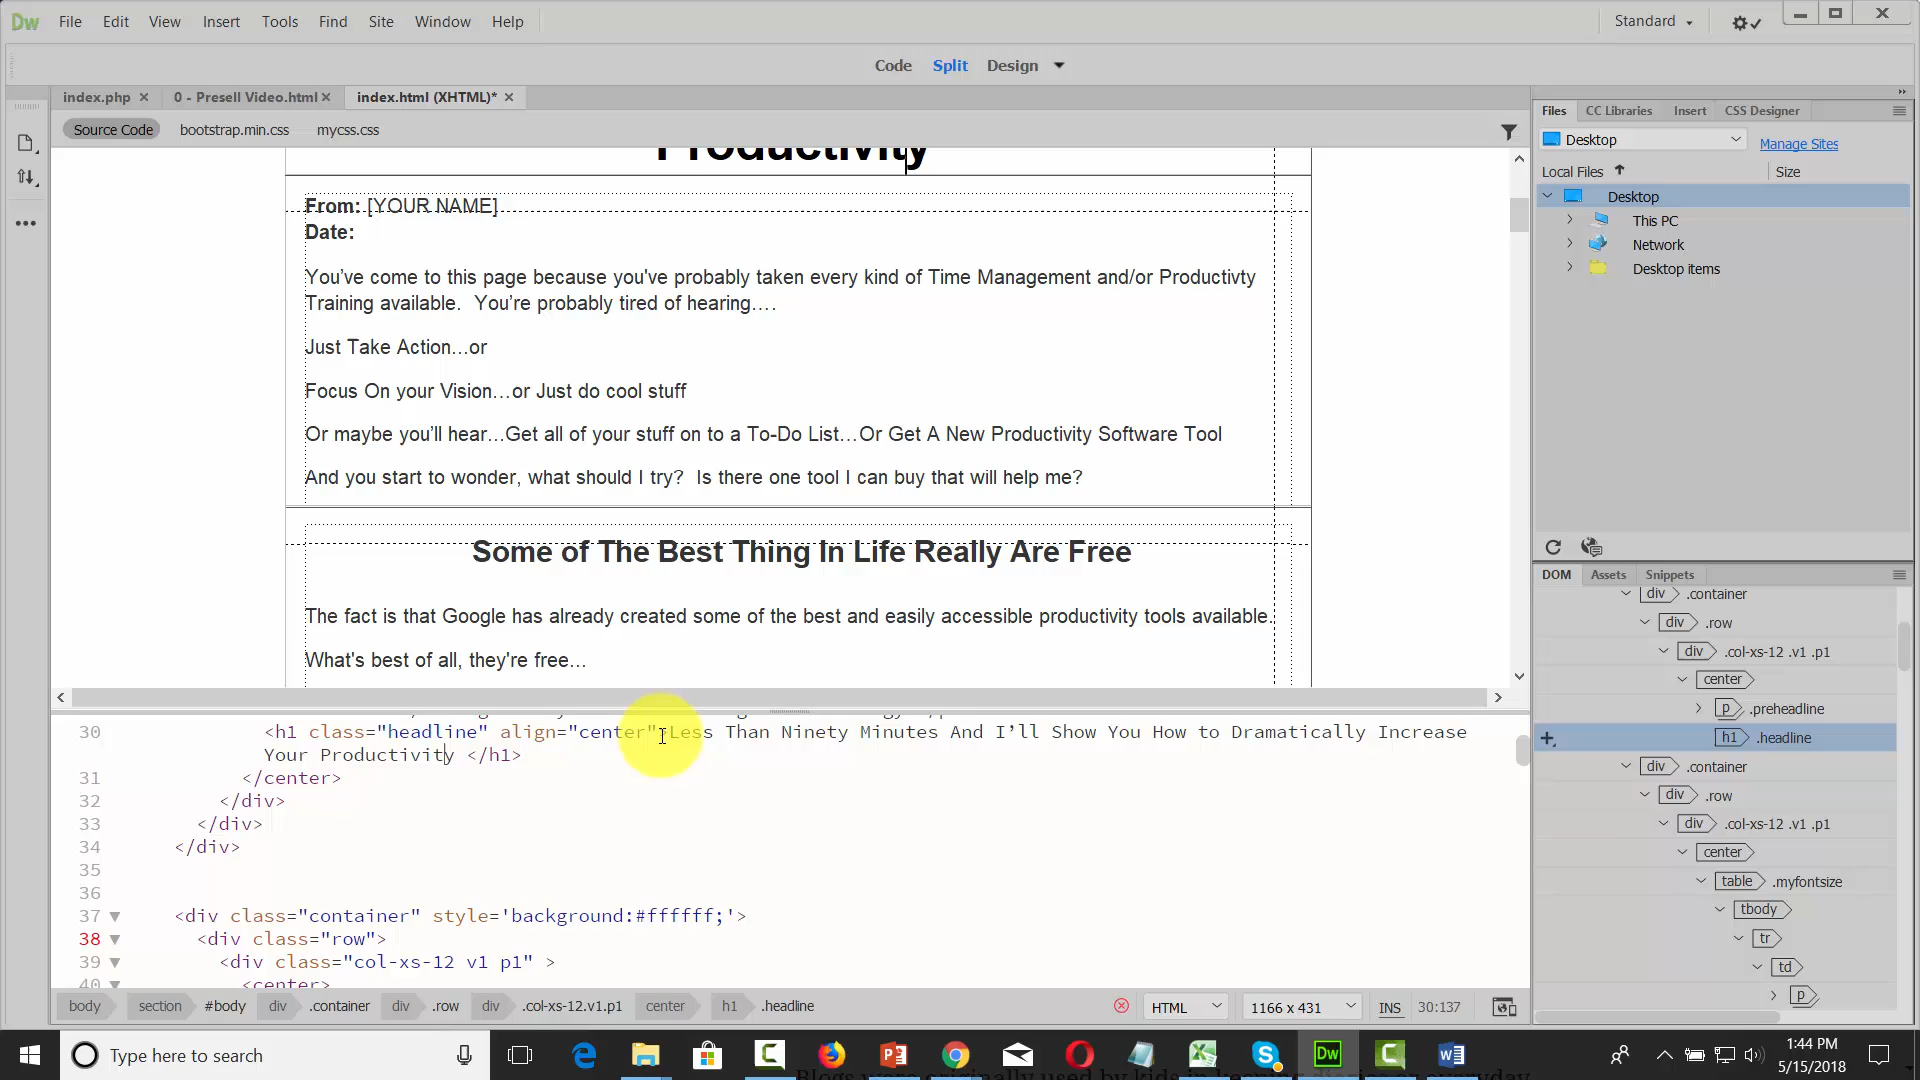 Dw File Edit View Insert Tools Find Site Window Help Standard
Code Split Design
index.php 0 - Presell Video.html index.html (XHTML)*
Source Code bootstrap.min.css mycss.css
Productivity
From: [YOUR NAME]
Date:
You've come to this page because you've probably taken every kind of Time Management and/or Productivty
Training available. You're probably tired of hearing….
Just Take Action…or
Focus On your Vision…or Just do cool stuff
Or maybe you'll hear…Get all of your stuff on to a To-Do List…Or Get A New Productivity Software Tool
And you start to wonder, what should I try? Is there one tool I can buy that will help me?
Some of The Best Thing In Life Really Are Free
The fact is that Google has already created some of the best and easily accessible productivity tools available.
What's best of all, they're free...
30 <h1 class="headline" align="center">Less Than Ninety Minutes And I’ll Show You How to Dramatically Increase
Your Productivity </h1>
31 </center>
32 </div>
33 </div>
34 </div>
35
36
37 <div class="container" style='background:#ffffff;'>
38 <div class="row">
39 <div class="col-xs-12 v1 p1" >
40 <center>
body section #body div .container div .row div .col-xs-12.v1.p1 center h1 .headline HTML 1166 x 431 INS 30:137
Files CC Libraries Insert CSS Designer
Desktop Manage Sites
Local Files Size
Desktop
This PC
Network
Desktop items
DOM Assets Snippets
div .container
div .row
div .col-xs-12 .v1 .p1
center
p .preheadline
h1 .headline
div .container
div .row
div .col-xs-12 .v1 .p1
center
table .myfontsize
tbody
tr
td
p
Type here to search
1:44 PM
5/15/2018